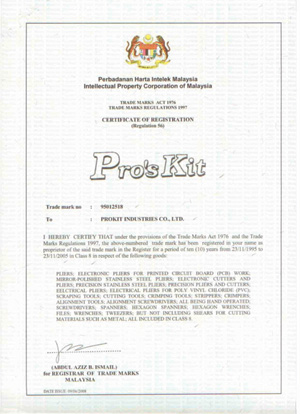 Perbadanan Harta Intelek Malaysia
Intellectual Property Corporation of Malaysia
TRADE MARKS ACT 1976
TRADE MARKS REGULATIONS 1997
CERTIFICATE OF REGISTRATION
(Regulation 56)
Pro'sKit
Trade mark no : 95012518
To : PROKIT INDUSTRIES CO., LTD.
I HEREBY CERTIFY THAT under the provisions of the Trade Marks Act 1976 and the Trade
Marks Regulations 1997, the above-numbered trade mark has been registered in your name as
proprietor of the said trade mark in the Register for a period of ten (10) years from 23/11/1995 to
23/11/2005 in Class 8 in respect of the following goods:
PLIERS; ELECTRONIC PLIERS FOR PRINTED CIRCUIT BOARD (PCB) WORK;
MIRROR-POLISHED STAINLESS STEEL PLIERS; ELECTRONIC CUTTERS AND
PLIERS; PRECISION STAINLESS STEEL PLIERS; PRECISION PLIERS AND CUTTERS;
EELCTRICAL PLIERS; ELECTRICAL PLIERS FOR POLY VINYL CHLORIDE (PVC);
SCRAPING TOOLS; CUTTING TOOLS; CRIMPING TOOLS; STRIPPERS; CRIMPERS;
ALIGNMENT TOOLS, ALIGNMENT SCREWDRIVERS; ALL BEING HAND OPERATED,
SCREWDRIVERS, SPANNERS, HEXAGON SPANNERS, HEXAGON WRENCHES,
FILES; WRENCHES; TWEEZERS; BUT NOT INCLUDING SHEARS FOR CUTTING
MATERIALS SUCH AS METAL; ALL INCLUDED IN CLASS 8.
(ABDUL AZIZ B. ISMAIL)
for REGISTRAR OF TRADE MARKS
MALAYSIA
DATE ISSUE